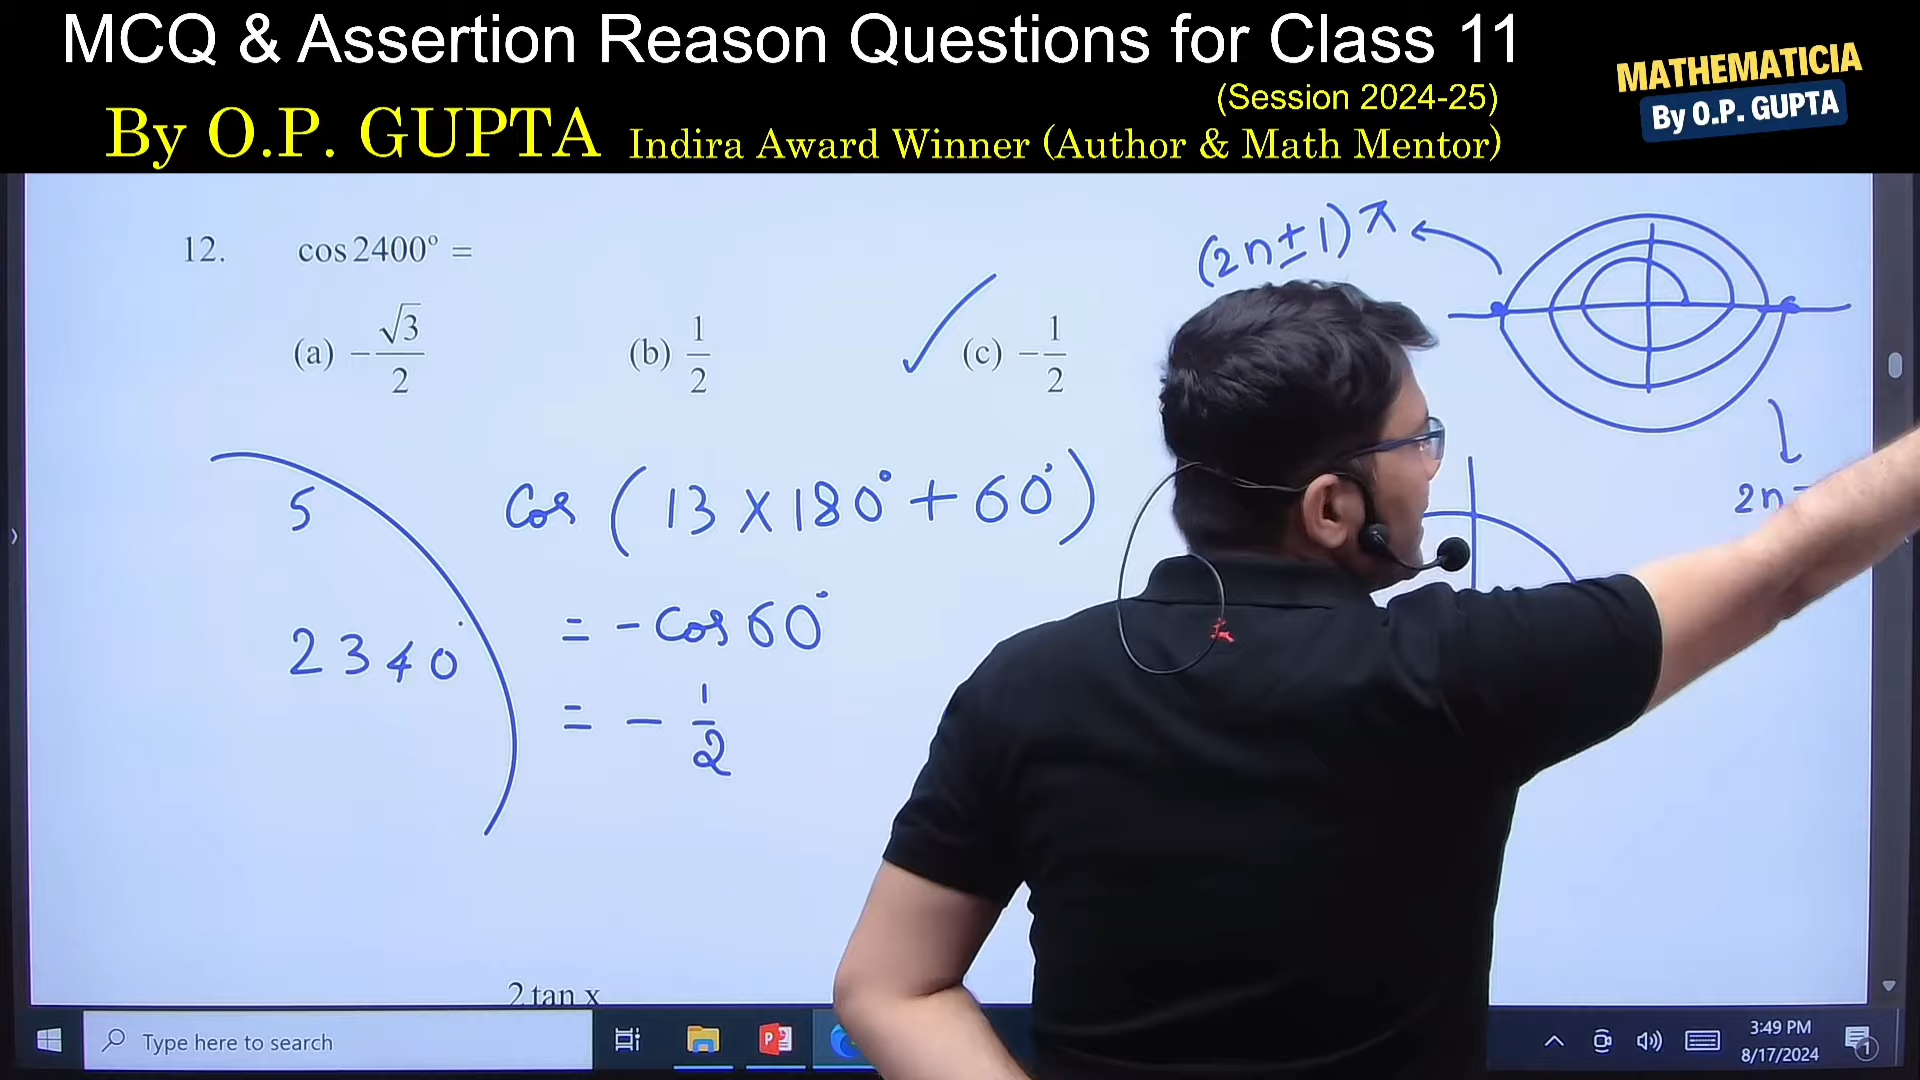 MCQ & Assertion Reason Questions for Class 11
(Session 2024-25)
By O.P. GUPTA Indira Award Winner (Author & Math Mentor)
MATHEMATICIA
By O.P. GUPTA
12. cos 2400° =
(a) -√3/2 (b) 1/2 (c) -1/2
(2n±1)π
5
2340°
Cos (13 × 180° + 60°)
= - Cos 60°
= - 1/2
2n
2 tan x
Type here to search
3:49 PM
8/17/2024
1